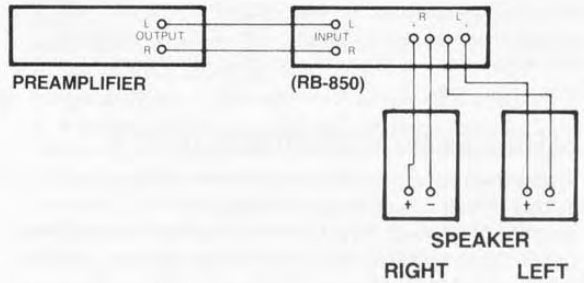 L L R L
OUTPUT INPUT
R R
PREAMPLIFIER (RB-850)
+ − + −
SPEAKER
RIGHT LEFT